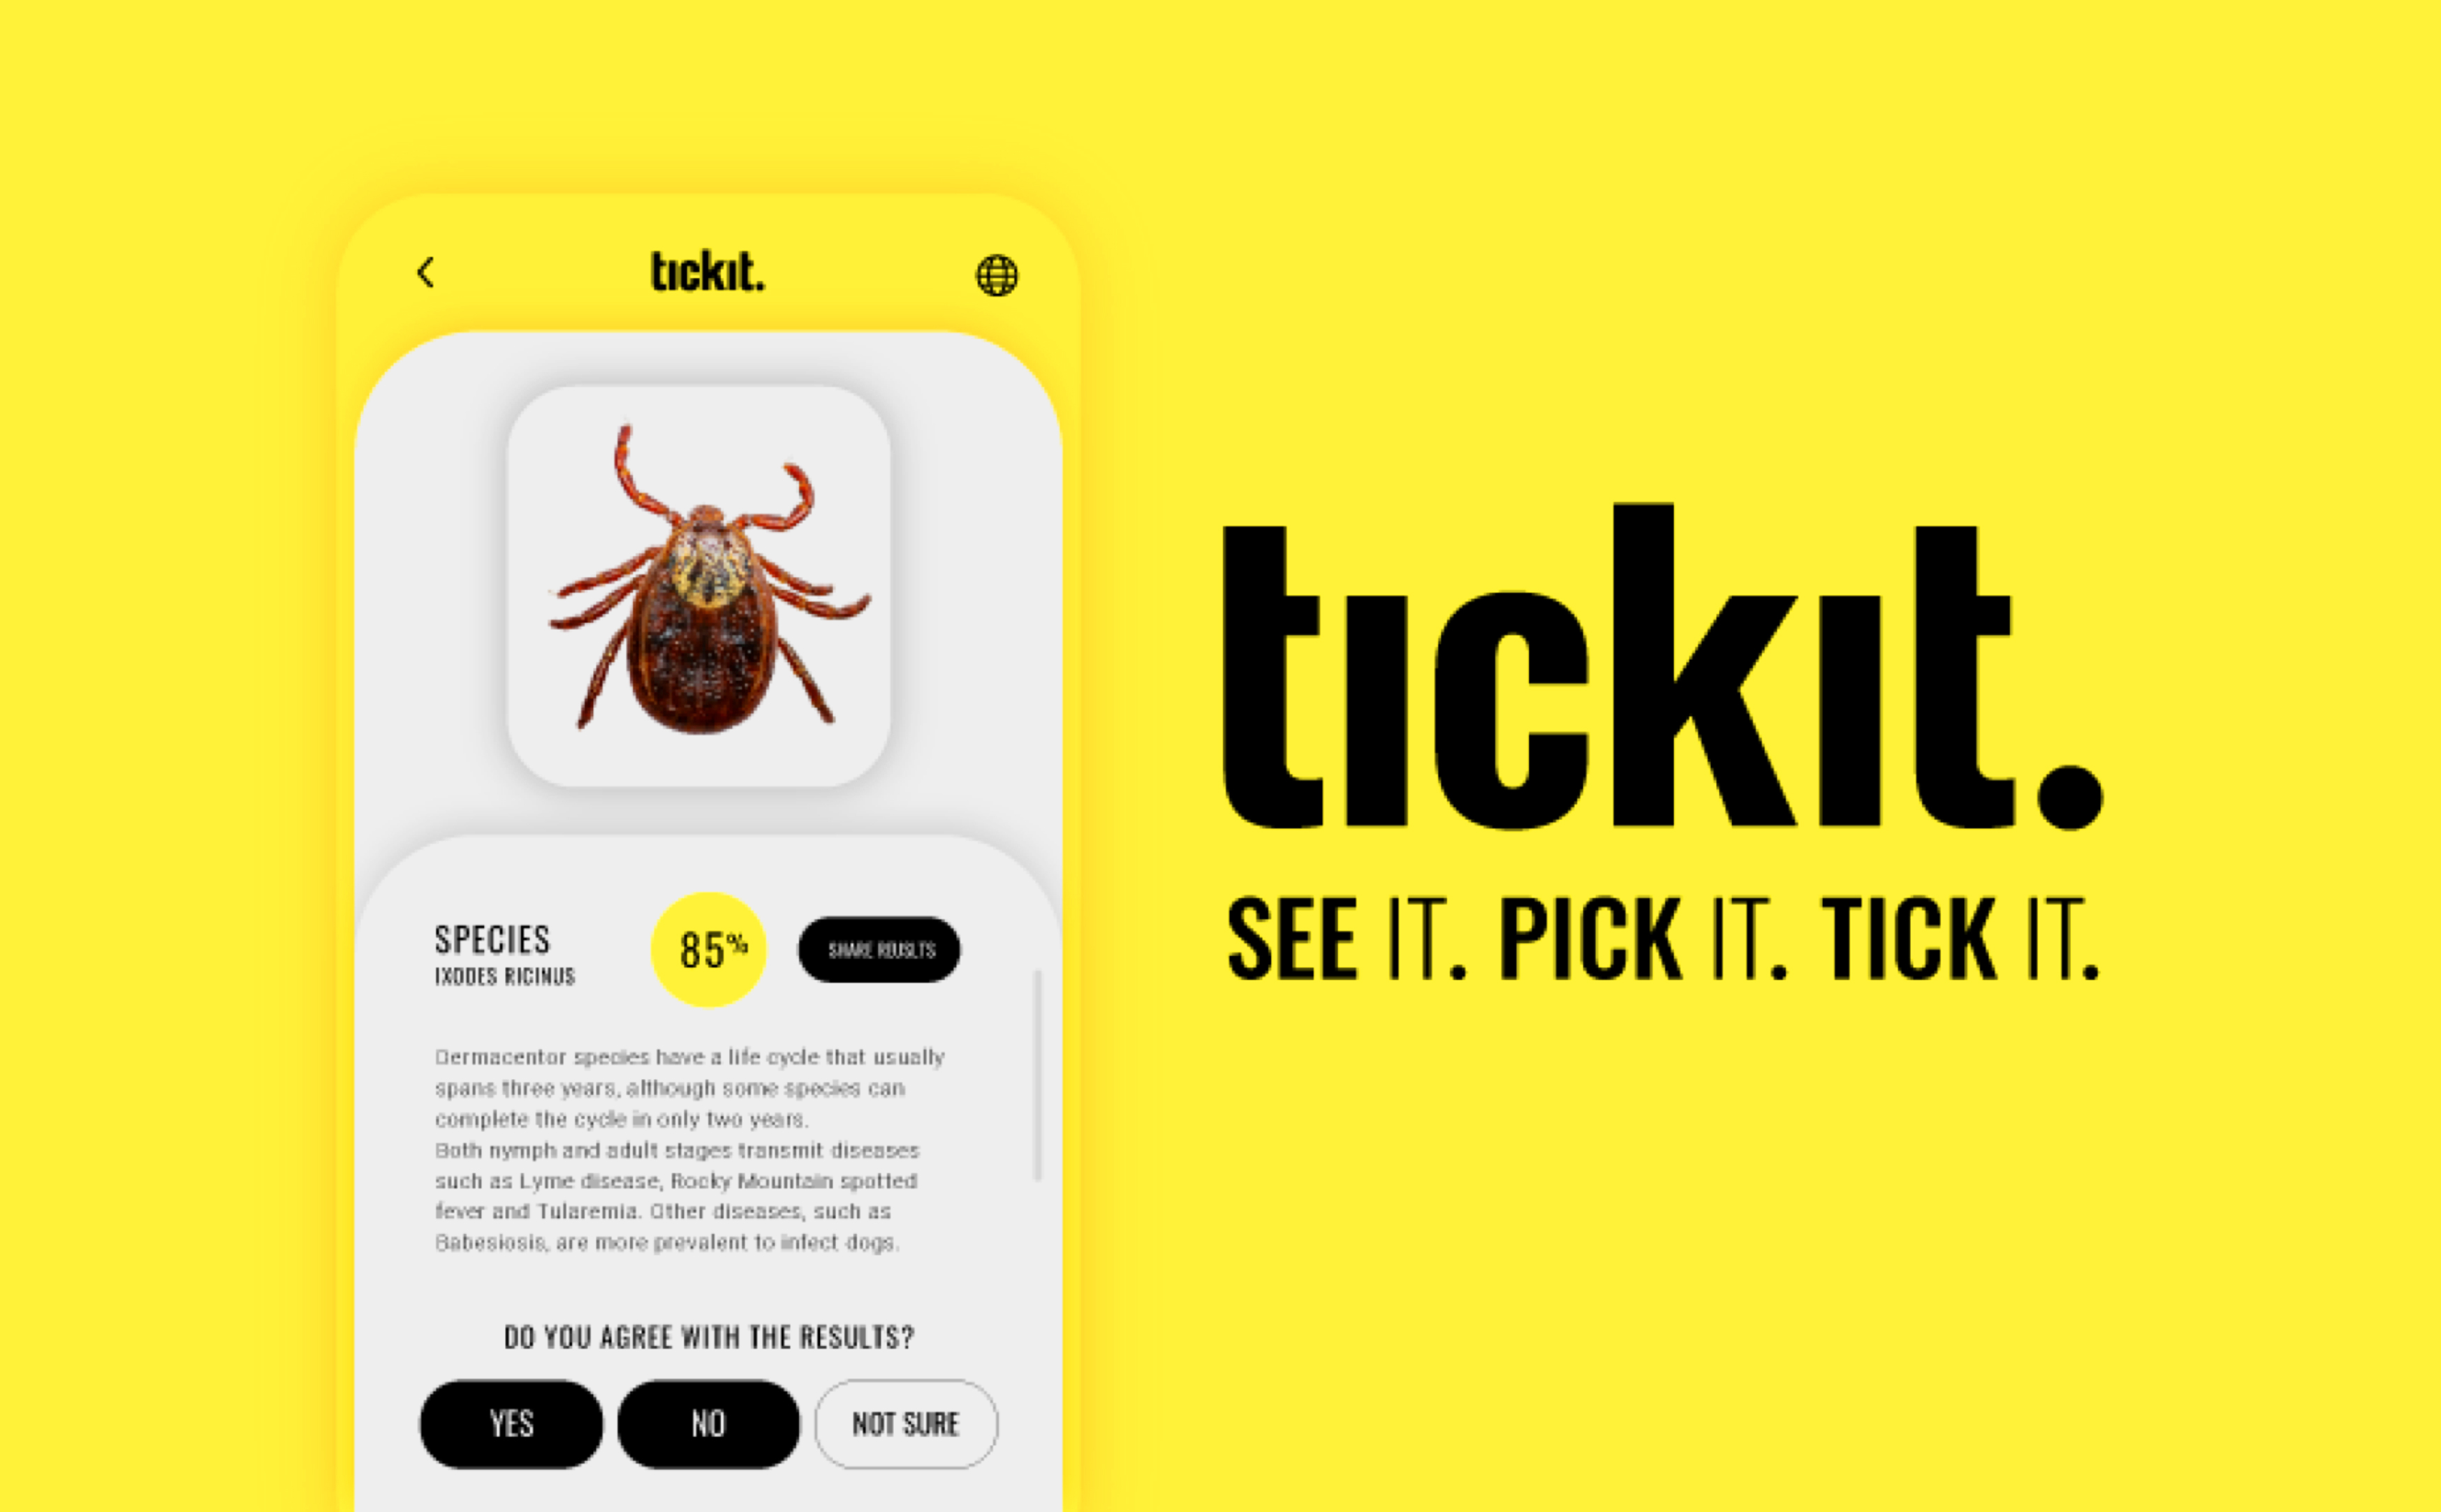 tickit.
SPECIES
IXODES RICINUS
85%
SHARE REUSLTS
Dermacentor species have a life cycle that usually
spans three years, although some species can
complete the cycle in only two years.
Both nymph and adult stages transmit diseases
such as Lyme disease, Rocky Mountain spotted
fever and Tularemia. Other diseases, such as
Babesiosis, are more prevalent to infect dogs.
DO YOU AGREE WITH THE RESULTS?
YES NO NOT SURE
tickit.
SEE IT. PICK IT. TICK IT.